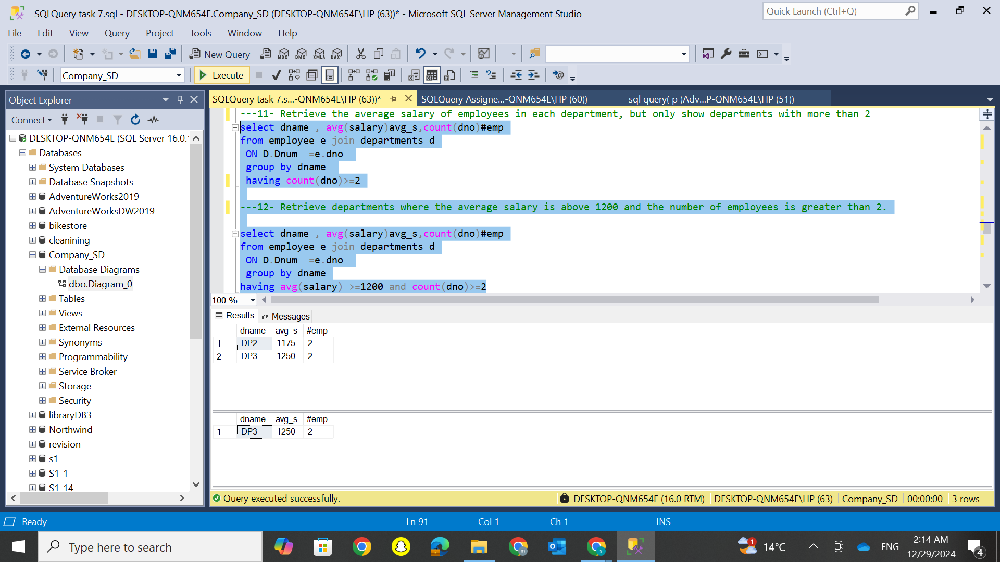 SQLQuery task 7.sql - DESKTOP-QNM654E.Company_SD (DESKTOP-QNM654E\HP (63))* - Microsoft SQL Server Management Studio
Quick Launch (Ctrl+Q)
File Edit View Query Project Tools Window Help
New Query MDX DMX XMLA DAX
Company_SD Execute
Object Explorer
SQLQuery task 7.s...-QNM654E\HP (63))* SQLQuery Assigne...-QNM654E\HP (60)) sql query( p )Adv...P-QNM654E\HP (51))
Connect
DESKTOP-QNM654E (SQL Server 16.0.1
Databases
System Databases
Database Snapshots
AdventureWorks2019
AdventureWorksDW2019
bikestore
cleanining
Company_SD
Database Diagrams
dbo.Diagram_0
Tables
Views
External Resources
Synonyms
Programmability
Service Broker
Storage
Security
libraryDB3
Northwind
revision
s1
S1_1
S1_14
---11- Retrieve the average salary of employees in each department, but only show departments with more than 2
select dname , avg(salary)avg_s,count(dno)#emp
from employee e join departments d
ON D.Dnum  =e.dno
group by dname
having count(dno)>=2
---12- Retrieve departments where the average salary is above 1200 and the number of employees is greater than 2.
select dname , avg(salary)avg_s,count(dno)#emp
from employee e join departments d
ON D.Dnum  =e.dno
group by dname
having avg(salary) >=1200 and count(dno)>=2
100 %
Results Messages
dname avg_s #emp
1 DP2 1175 2
2 DP3 1250 2
dname avg_s #emp
1 DP3 1250 2
Query executed successfully. DESKTOP-QNM654E (16.0 RTM) DESKTOP-QNM654E\HP (63) Company_SD 00:00:00 3 rows
Ready Ln 91 Col 1 Ch 1 INS
Type here to search
1 14°C ENG 2:14 AM
12/29/2024 4